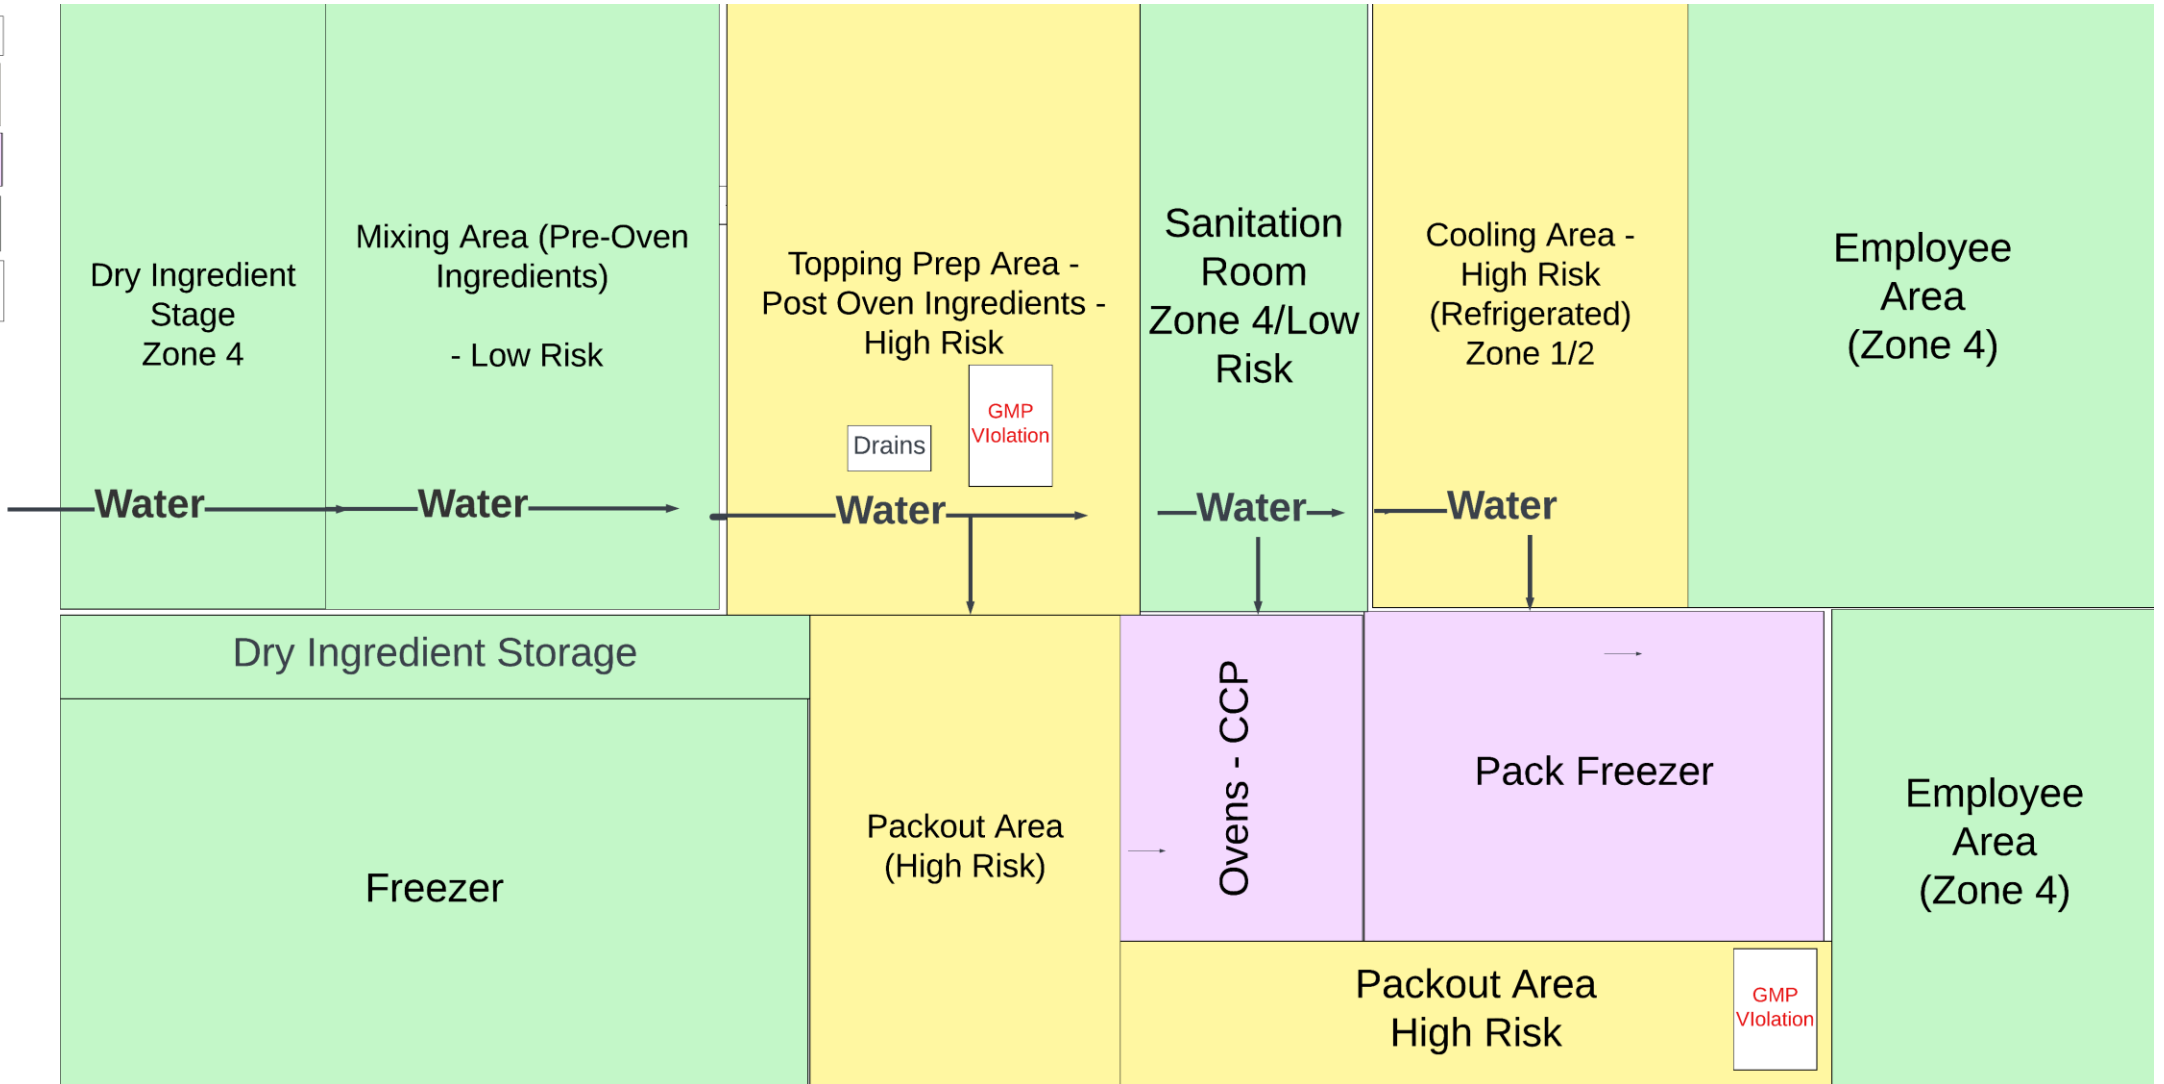 Dry Ingredient
Stage
Zone 4
Mixing Area (Pre-Oven
Ingredients)
- Low Risk
Topping Prep Area -
Post Oven Ingredients -
High Risk
Sanitation
Room
Zone 4/Low
Risk
Cooling Area -
High Risk
(Refrigerated)
Zone 1/2
Employee
Area
(Zone 4)
GMP
VIolation
Drains
Water
Water
Water
Water
Water
Dry Ingredient Storage
Freezer
Packout Area
(High Risk)
Ovens - CCP
Pack Freezer
Employee
Area
(Zone 4)
Packout Area
High Risk
GMP
VIolation